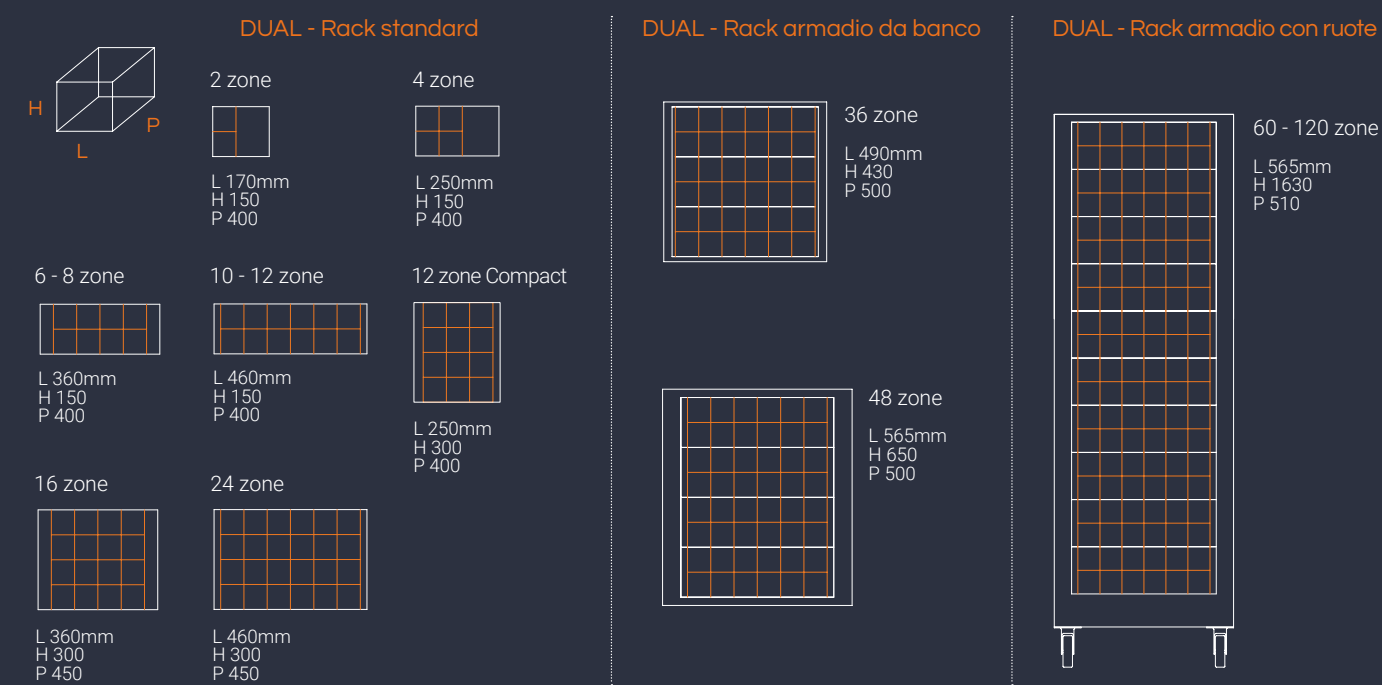 DUAL - Rack standard
H
P
L
2 zone
L 170mm
H 150
P 400
4 zone
L 250mm
H 150
P 400
6 - 8 zone
L 360mm
H 150
P 400
10 - 12 zone
L 460mm
H 150
P 400
12 zone Compact
L 250mm
H 300
P 400
16 zone
L 360mm
H 300
P 450
24 zone
L 460mm
H 300
P 450
DUAL - Rack armadio da banco
36 zone
L 490mm
H 430
P 500
48 zone
L 565mm
H 650
P 500
DUAL - Rack armadio con ruote
60 - 120 zone
L 565mm
H 1630
P 510